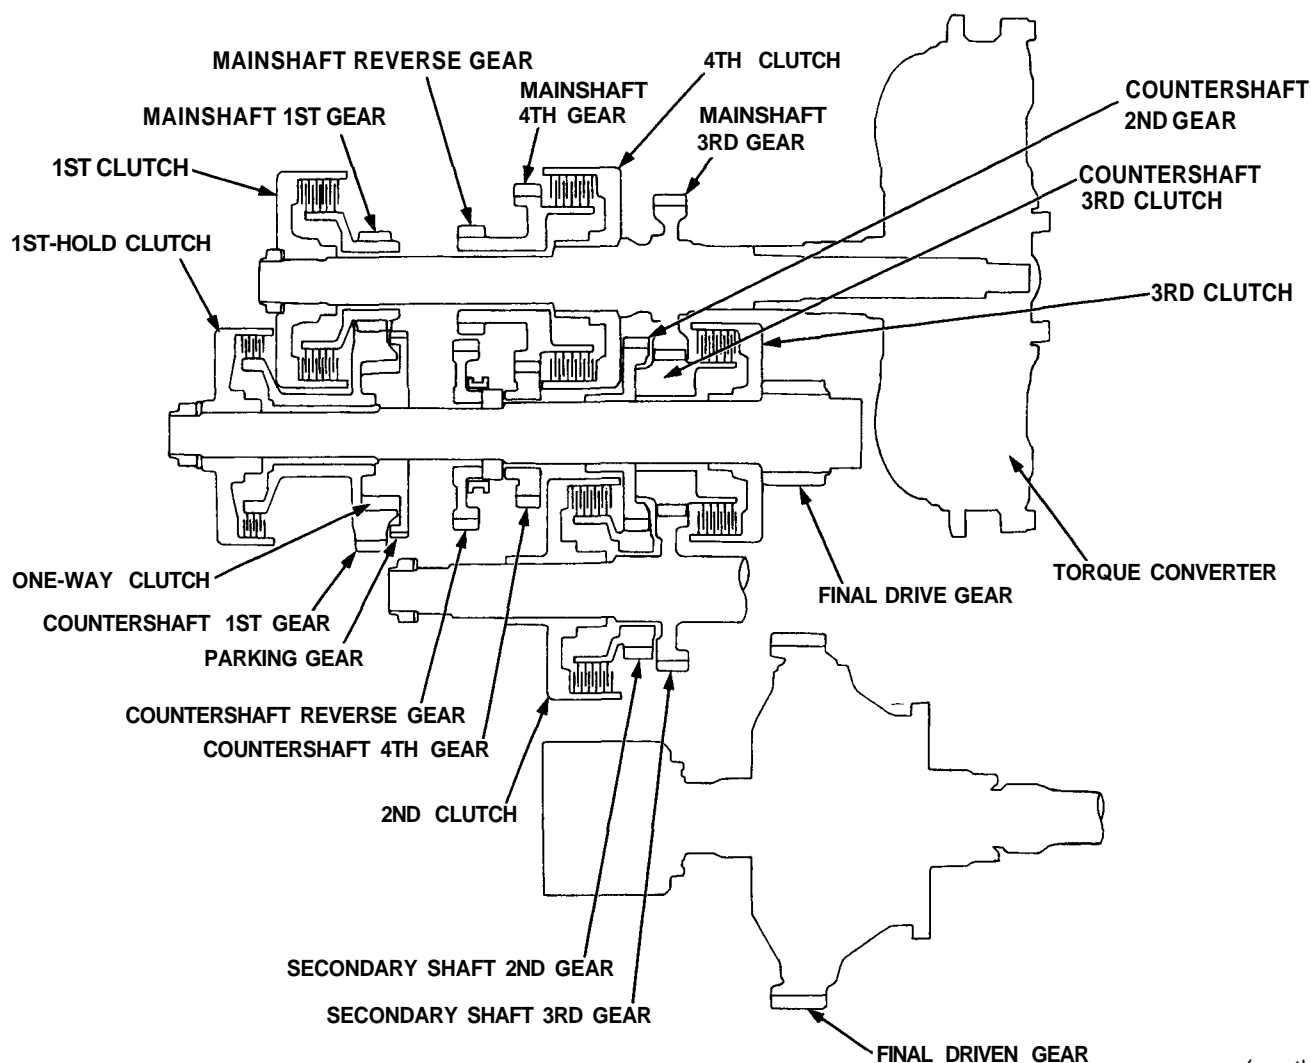 MAINSHAFT REVERSE GEAR
4TH CLUTCH
MAINSHAFT
4TH GEAR
COUNTERSHAFT
2ND GEAR
MAINSHAFT 1ST GEAR
MAINSHAFT
3RD GEAR
1ST CLUTCH
COUNTERSHAFT
3RD CLUTCH
1ST-HOLD CLUTCH
3RD CLUTCH
ONE-WAY CLUTCH
TORQUE CONVERTER
FINAL DRIVE GEAR
COUNTERSHAFT 1ST GEAR
PARKING GEAR
COUNTERSHAFT REVERSE GEAR
COUNTERSHAFT 4TH GEAR
2ND CLUTCH
SECONDARY SHAFT 2ND GEAR
SECONDARY SHAFT 3RD GEAR
FINAL DRIVEN GEAR